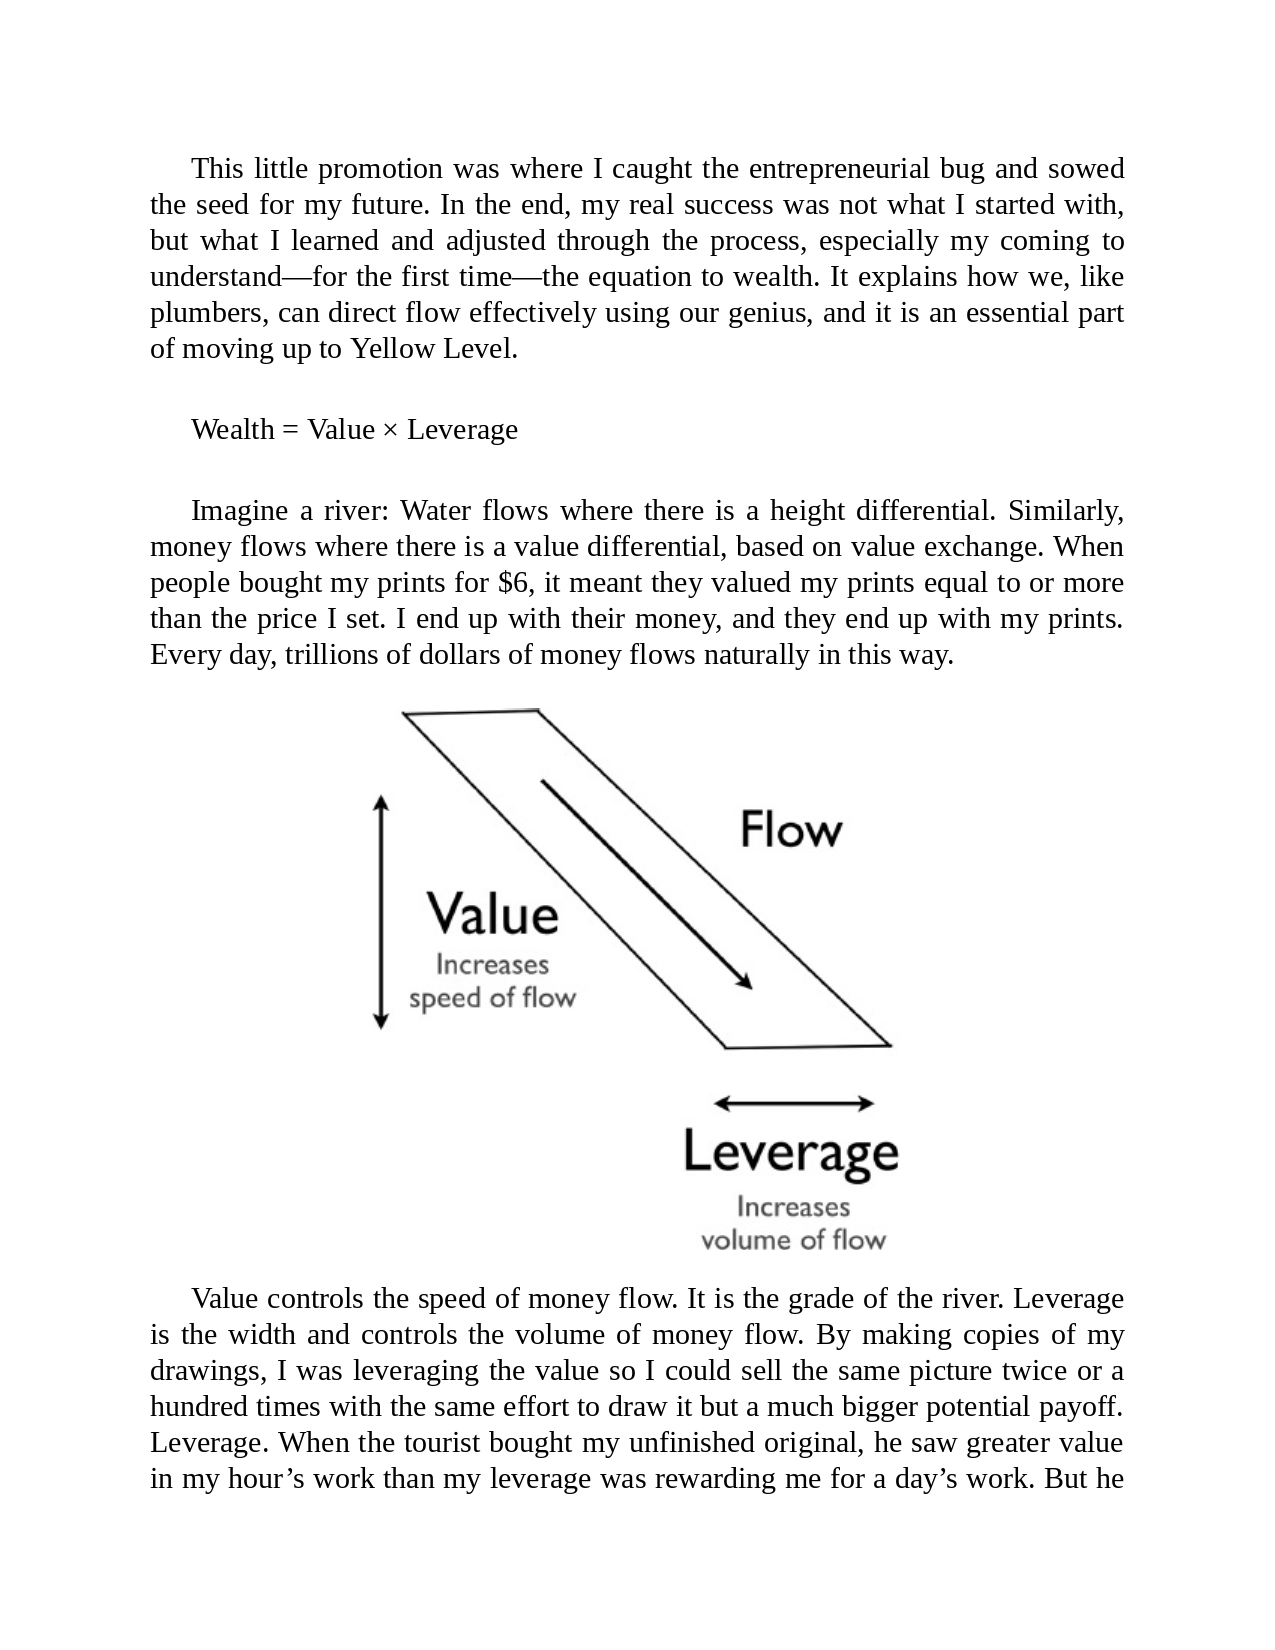 This little promotion was where I caught the entrepreneurial bug and sowed
the seed for my future. In the end, my real success was not what I started with,
but what I learned and adjusted through the process, especially my coming to
understand—for the first time—the equation to wealth. It explains how we, like
plumbers, can direct flow effectively using our genius, and it is an essential part
of moving up to Yellow Level.
Wealth = Value × Leverage
Imagine a river: Water flows where there is a height differential. Similarly,
money flows where there is a value differential, based on value exchange. When
people bought my prints for $6, it meant they valued my prints equal to or more
than the price I set. I end up with their money, and they end up with my prints.
Every day, trillions of dollars of money flows naturally in this way.
Flow
Value
Increases
speed of flow
Leverage
Increases
volume of flow
Value controls the speed of money flow. It is the grade of the river. Leverage
is the width and controls the volume of money flow. By making copies of my
drawings, I was leveraging the value so I could sell the same picture twice or a
hundred times with the same effort to draw it but a much bigger potential payoff.
Leverage. When the tourist bought my unfinished original, he saw greater value
in my hour’s work than my leverage was rewarding me for a day’s work. But he